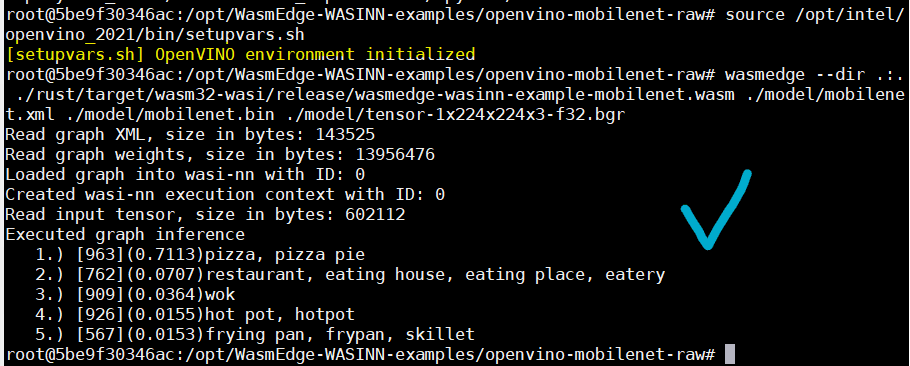 root@5be9f30346ac:/opt/WasmEdge-WASINN-examples/openvino-mobilenet-raw# source /opt/intel/
openvino_2021/bin/setupvars.sh
[setupvars.sh] OpenVINO environment initialized
root@5be9f30346ac:/opt/WasmEdge-WASINN-examples/openvino-mobilenet-raw# wasmedge --dir .:.
 ./rust/target/wasm32-wasi/release/wasmedge-wasinn-example-mobilenet.wasm ./model/mobilene
t.xml ./model/mobilenet.bin ./model/tensor-1x224x224x3-f32.bgr
Read graph XML, size in bytes: 143525
Read graph weights, size in bytes: 13956476
Loaded graph into wasi-nn with ID: 0
Created wasi-nn execution context with ID: 0
Read input tensor, size in bytes: 602112
Executed graph inference
   1.) [963](0.7113)pizza, pizza pie
   2.) [762](0.0707)restaurant, eating house, eating place, eatery
   3.) [909](0.0364)wok
   4.) [926](0.0155)hot pot, hotpot
   5.) [567](0.0153)frying pan, frypan, skillet
root@5be9f30346ac:/opt/WasmEdge-WASINN-examples/openvino-mobilenet-raw#